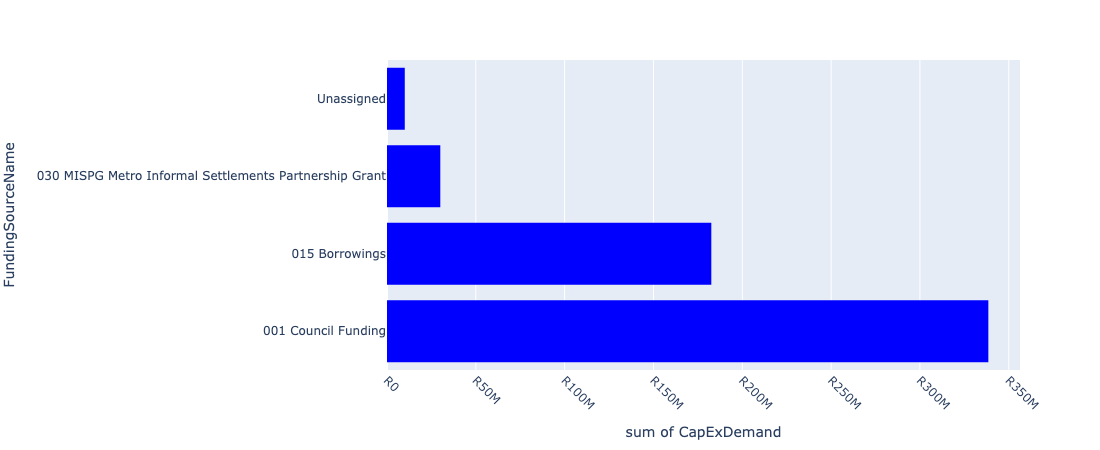 FundingSourceName
Unassigned
030 MISPG Metro Informal Settlements Partnership Grant
015 Borrowings
001 Council Funding
R0
R50M
R100M
R150M
R200M
R250M
R300M
R350M
sum of CapExDemand